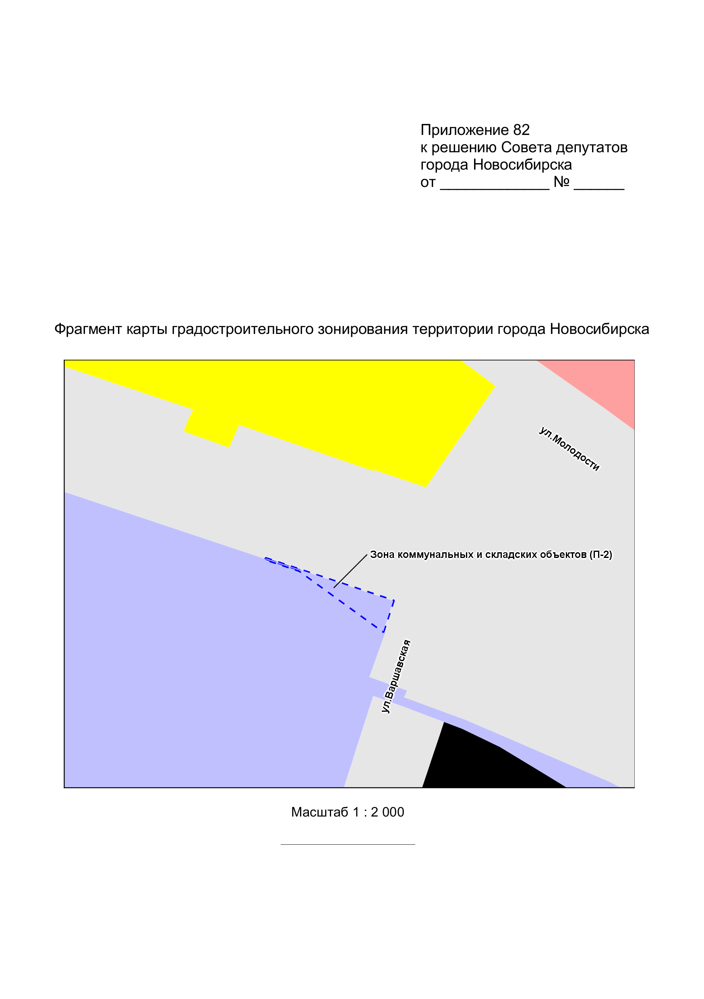 Приложение 82
к решению Совета депутатов
города Новосибирска
от _____________ № ______
Фрагмент карты градостроительного зонирования территории города Новосибирска
ул.Молодости
Зона коммунальных и складских объектов (П-2)
ул.Варшавская
Масштаб 1 : 2 000